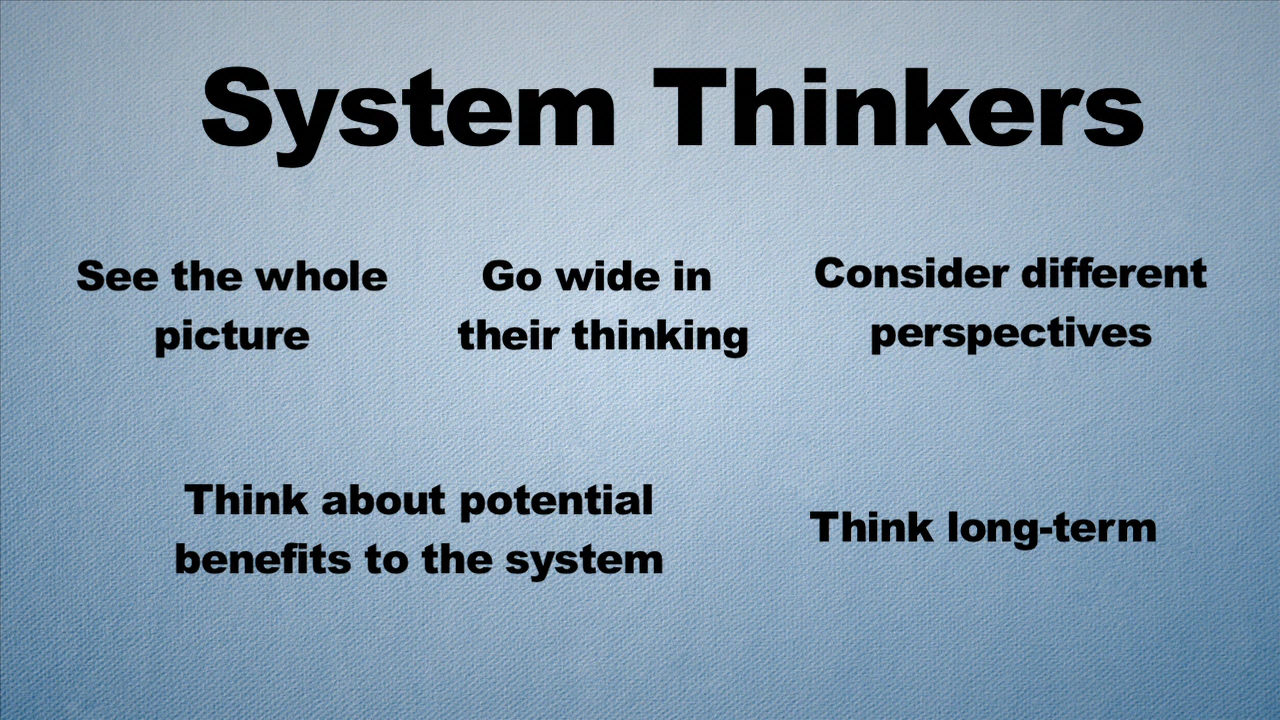 System Thinkers
See the whole
picture
Go wide in
their thinking
Consider different
perspectives
Think about potential
benefits to the system
Think long-term